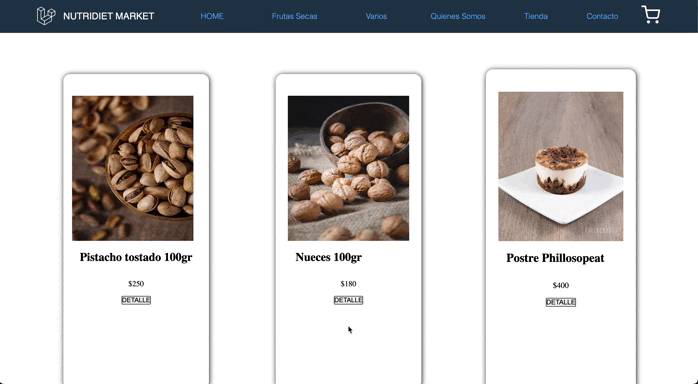 NUTRIDIET MARKET HOME Frutas Secas Varios Quienes Somos Tienda Contacto
Pistacho tostado 100gr
$250
DETALLE
Nueces 100gr
$180
DETALLE
Postre Phillosopeat
$400
DETALLE